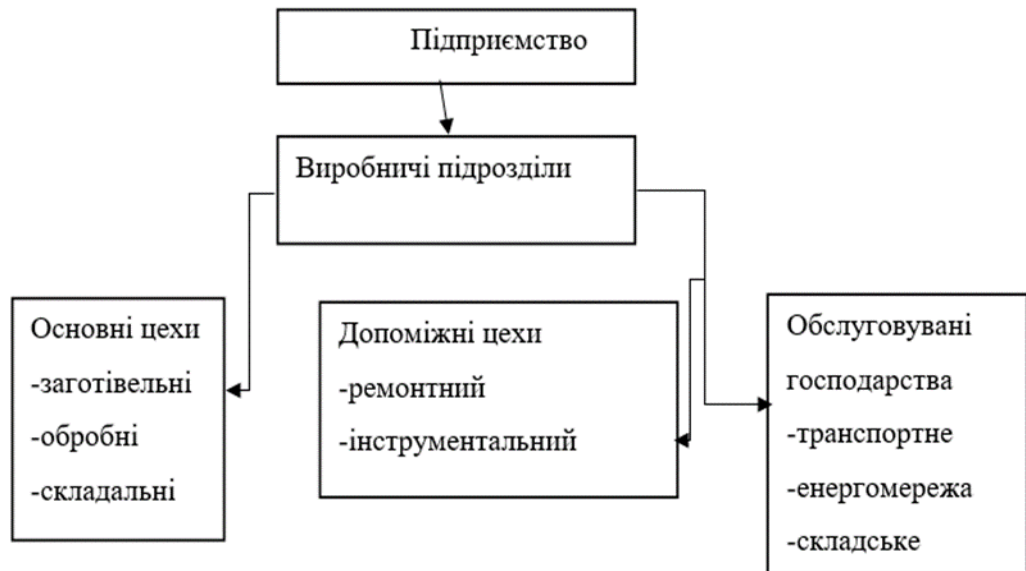 Підприємство
Виробничі підрозділи
Основні цехи
-заготівельні
-обробні
-складальні
Допоміжні цехи
-ремонтний
-інструментальний
Обслуговувані
господарства
-транспортне
-енергомережа
-складське